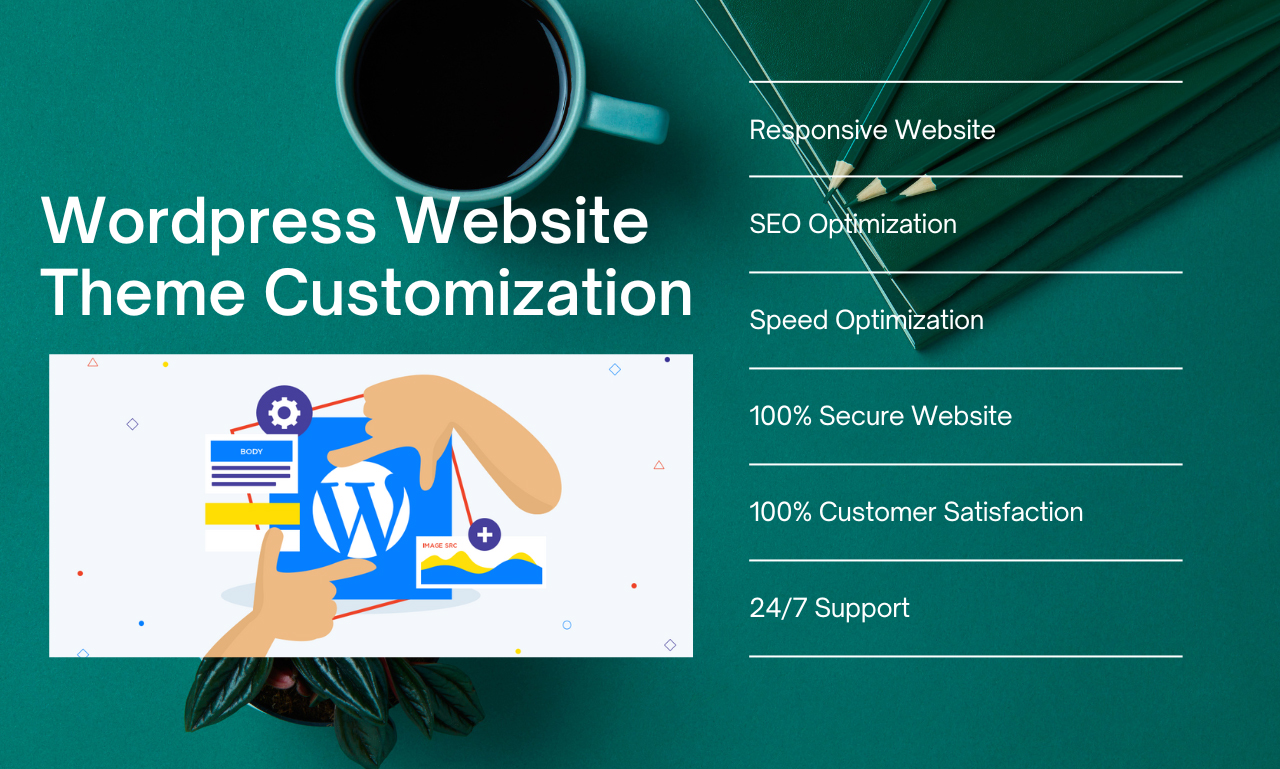 Wordpress Website
Theme Customization
BODY
IMAGE SRC
Responsive Website
SEO Optimization
Speed Optimization
100% Secure Website
100% Customer Satisfaction
24/7 Support